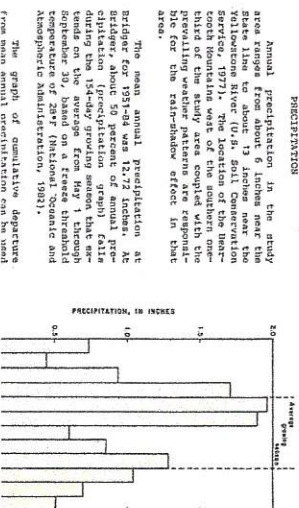 PRECIPITATION
Annual precipitation in the study
area ranges from about 6 inches near the
State line to about 13 inches near the
Yellowstone River (U.S. Soil Conservation
Service, 1977). The location of the Bear-
tooth Mountains west of the southern one-
third of the study area coupled with the
prevailing weather patterns are responsi-
ble for the rain-shadow effect in that
area.
The mean annual precipitation at
Bridger for 1951-84 was 12.72 inches. At
Bridger, about 50 percent of annual pre-
cipitation (precipitation graph) falls
during the 154-day growing season that ex-
tends on the average from May 1 through
September 30, based on a freeze threshold
temperature of 28°F (National Oceanic and
Atmospheric Administration, 1982).
The graph of cumulative departure
from mean annual precipitation can be used
PRECIPITATION, IN INCHES
0.5
1.0
1.5
2.0
Average
growing
season